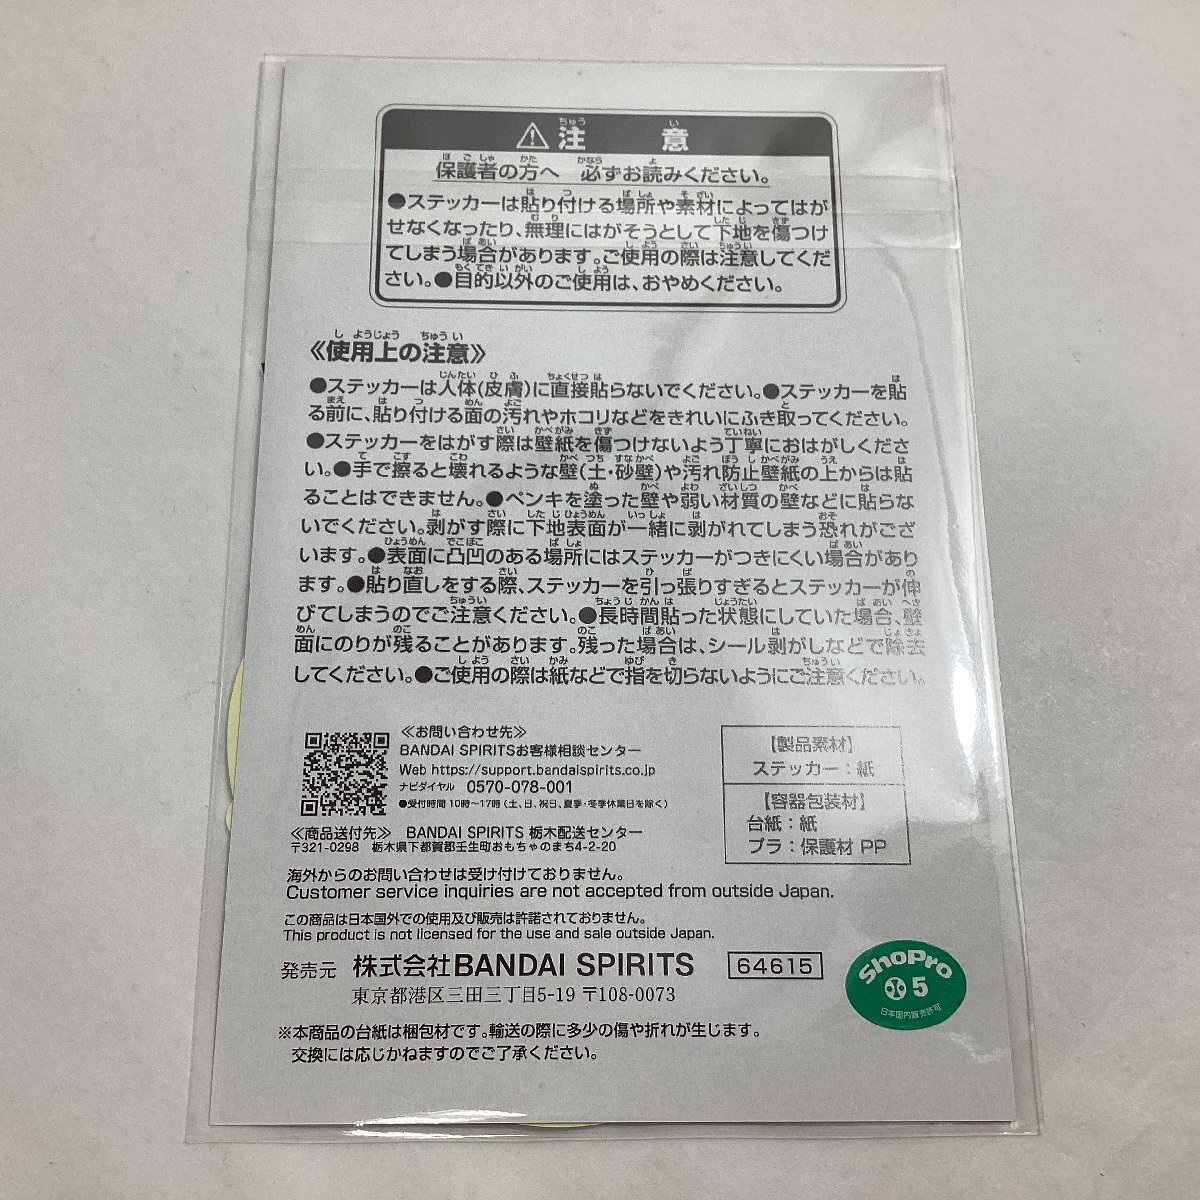 ⚠注意
保護者の方へ 必ずお読みください。
●ステッカーは貼り付ける場所や素材によってはが
せなくなったり、無理にはがそうとして下地を傷つけ
てしまう場合があります。ご使用の際は注意してくだ
さい。●目的以外のご使用は、おやめください。
《使用上の注意》
●ステッカーは人体(皮膚)に直接貼らないでください。●ステッカーを貼
る前に、貼り付ける面の汚れやホコリなどをきれいにふき取ってください。
●ステッカーをはがす際は壁紙を傷つけないよう丁寧におはがしくださ
い。●手で擦ると壊れるような壁(土・砂壁)や汚れ防止壁紙の上からは貼
ることはできません。●ペンキを塗った壁や弱い材質の壁などに貼らな
いでください。剥がす際に下地表面が一緒に剥がれてしまう恐れがござ
います。●表面に凸凹のある場所にはステッカーがつきにくい場合があり
ます。●貼り直しをする際、ステッカーを引っ張りすぎるとステッカーが伸
びてしまうのでご注意ください。●長時間貼った状態にしていた場合、壁
面にのりが残ることがあります。残った場合は、シール剥がしなどで除去
してください。●ご使用の際は紙などで指を切らないようにご注意ください。
≪お問い合わせ先≫
BANDAI SPIRITSお客様相談センター
Web https://support.bandaispirits.co.jp
ナビダイヤル 0570-078-001
●受付時間 10時〜17時(土、日、祝日、夏季・冬季休業日を除く)
≪商品送付先≫ BANDAI SPIRITS 栃木配送センター
〒321-0298 栃木県下都賀郡壬生町おもちゃのまち4-2-20
【製品素材】
ステッカー：紙
【容器包装材】
台紙：紙
プラ：保護材 PP
海外からのお問い合わせは受け付けておりません。
Customer service inquiries are not accepted from outside Japan.
この商品は日本国外での使用及び販売は許諾されておりません。
This product is not licensed for the use and sale outside Japan.
発売元 株式会社BANDAI SPIRITS 64615
東京都港区三田三丁目5-19 〒108-0073
ShoPro
5
日本国内販売許可
※本商品の台紙は梱包材です。輸送の際に多少の傷や折れが生じます。
交換には応じかねますのでご了承ください。